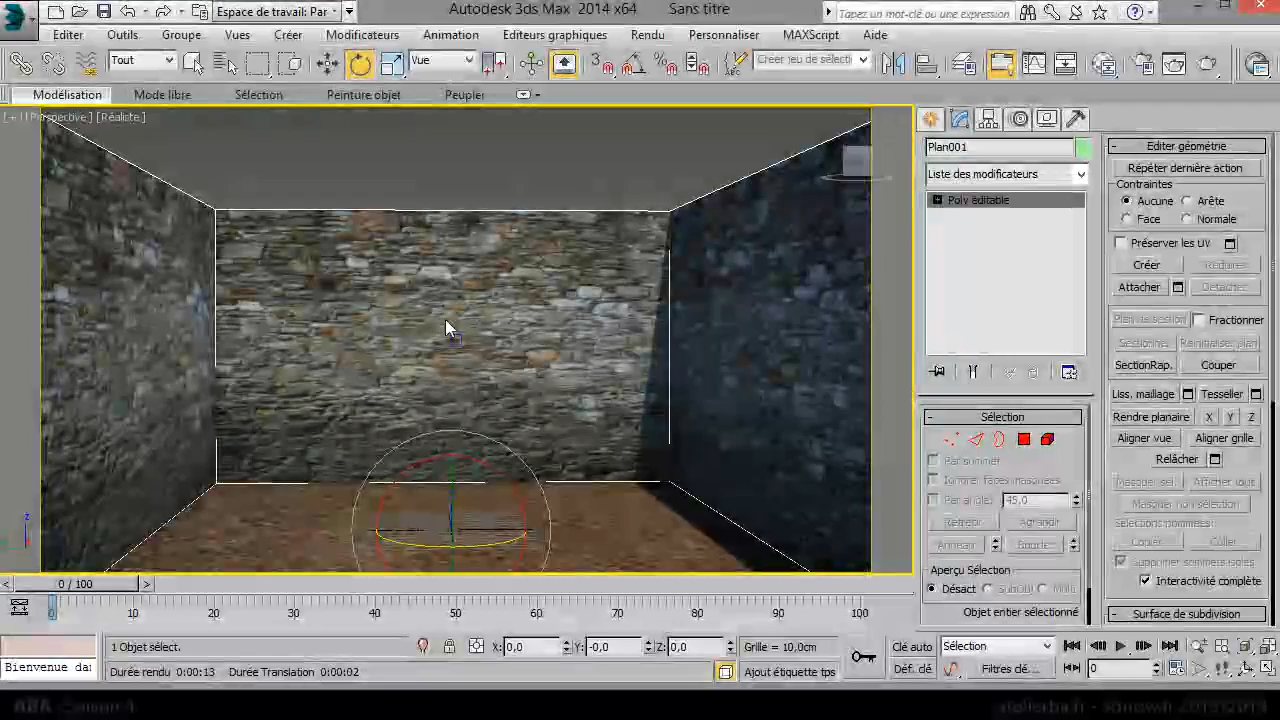 Espace de travail: Par
Autodesk 3ds Max 2014 x64 Sans titre
Tapez un mot-clé ou une expression
Editer Outils Groupe Vues Créer Modificateurs Animation Editeurs graphiques Rendu Personnaliser MAXScript Aide
Tout
Vue
3
Créer jeu de sélecti
Modélisation Mode libre Sélection Peinture objet Peupler
[ + ] [ Perspective ] [ Réaliste ]
Plan001
Liste des modificateurs
Poly éditable
Sélection
Par sommet
Ignorer faces masquées
Par angle: 45,0
Rétrécir Agrandir
Anneau Boucle
Aperçu Sélection
Désact SubObj Multi
Objet entier sélectionné
Editer géométrie
Répéter dernière action
Contraintes
Aucune Arête
Face Normale
Préserver les UV
Créer Réduire
Attacher Détacher
Plan de section Fractionner
Sectionner Réinitialis. plan
SectionRap. Couper
Liss. maillage Tesseller
Rendre planaire X Y Z
Aligner vue Aligner grille
Relâcher
Masquer sél. Afficher tout
Masquer non sélection
Sélections nommées:
Copier Coller
Supprimer sommets isolés
Interactivité complète
Surface de subdivision
z
< 0 / 100 >
0 10 20 30 40 50 60 70 80 90 100
1 Objet sélect.
X: 0,0 Y: -0,0 Z: 0,0
Grille = 10,0cm
Clé auto Sélection
Bienvenue da:
Durée rendu 0:00:13 Durée Translation 0:00:02
Ajout étiquette tps
Déf. dé Filtres dé...
0